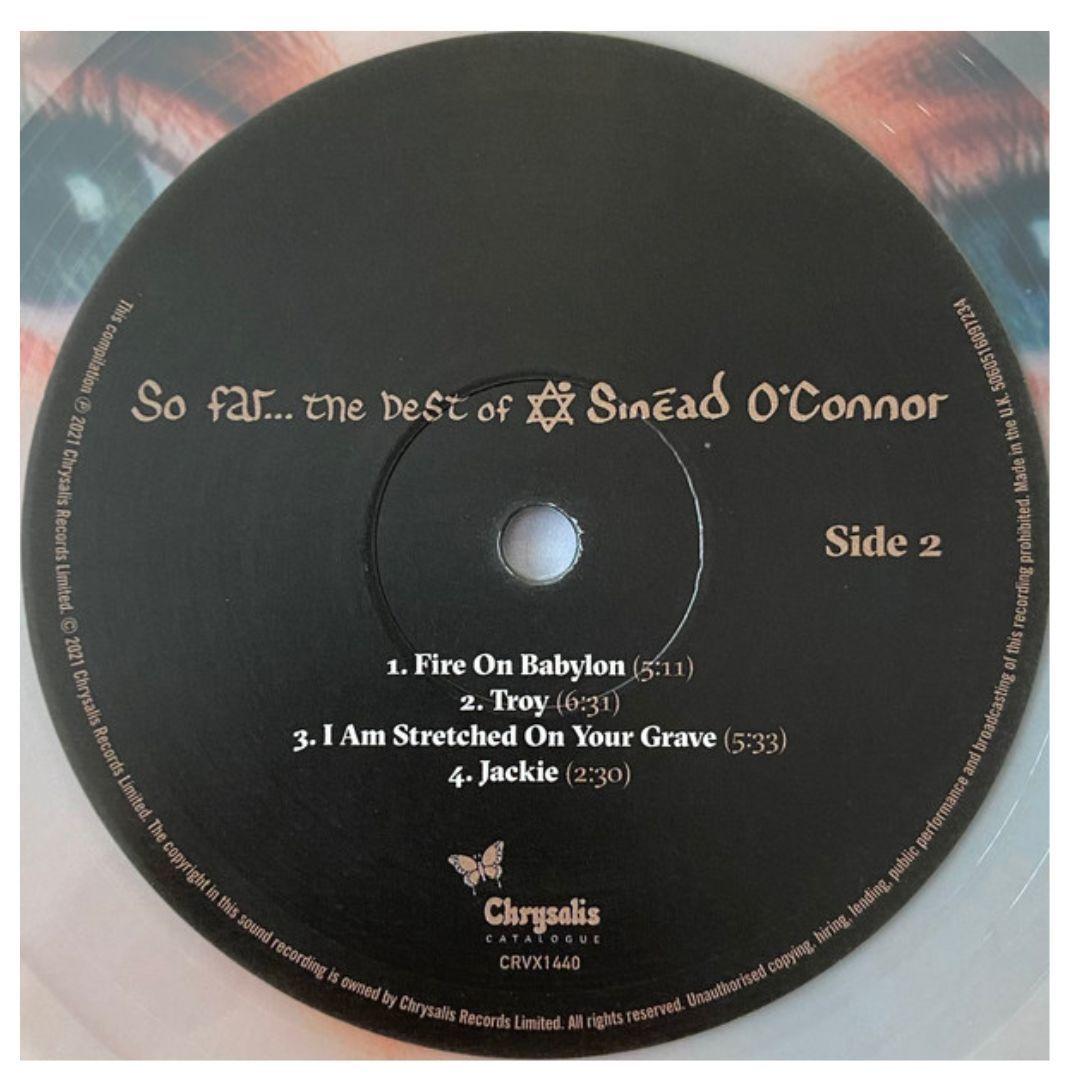 So far... the best of Sinéad O'Connor
Side 2
1. Fire On Babylon (5:11)
2. Troy (6:31)
3. I Am Stretched On Your Grave (5:33)
4. Jackie (2:30)
Chrysalis
CATALOGUE
CRVX1440
This compilation ℗ 2021 Chrysalis Records Limited. © 2021 Chrysalis Records Limited. The copyright in this sound recording is owned by Chrysalis Records Limited. All rights reserved. Unauthorised copying, hiring, lending, public performance and broadcasting of this recording prohibited. Made in the U.K. 5060516097234